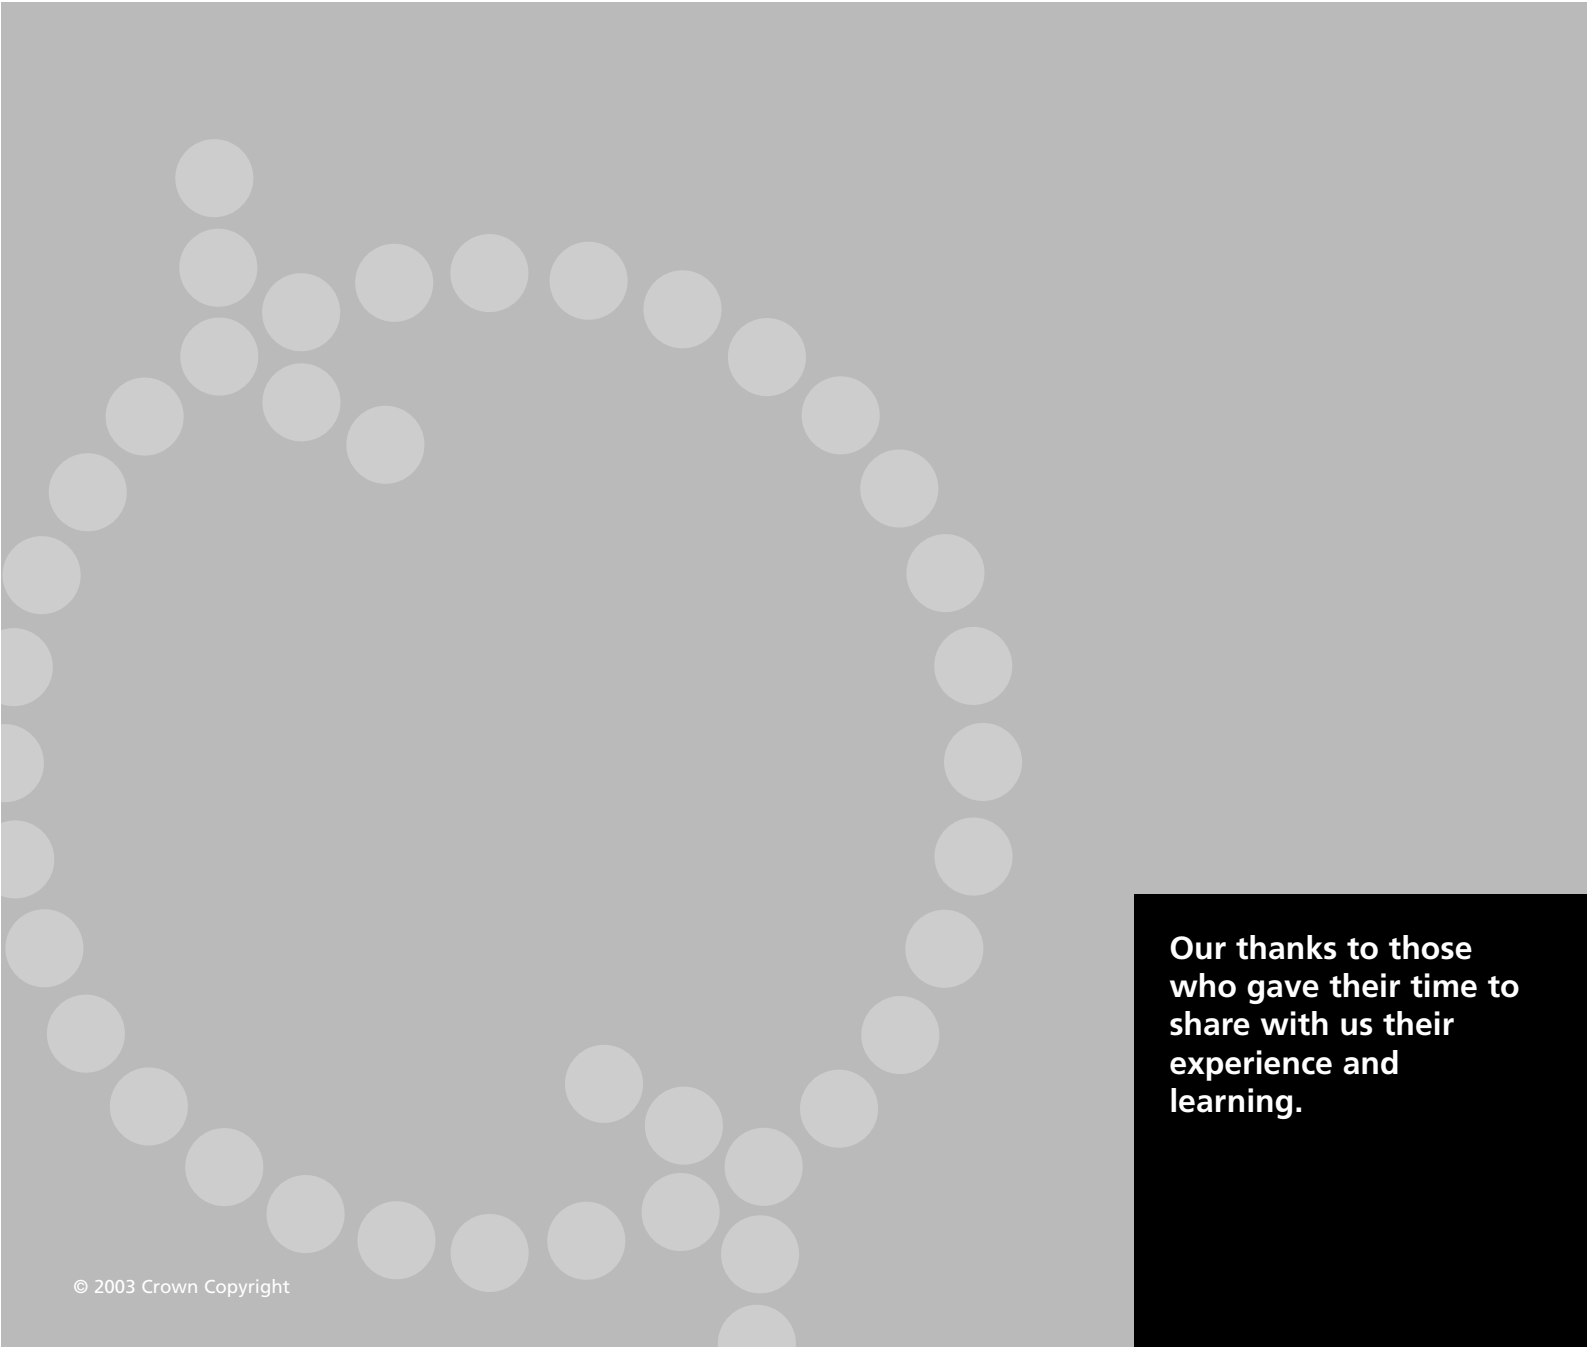 Our thanks to those
who gave their time to
share with us their
experience and
learning.
© 2003 Crown Copyright